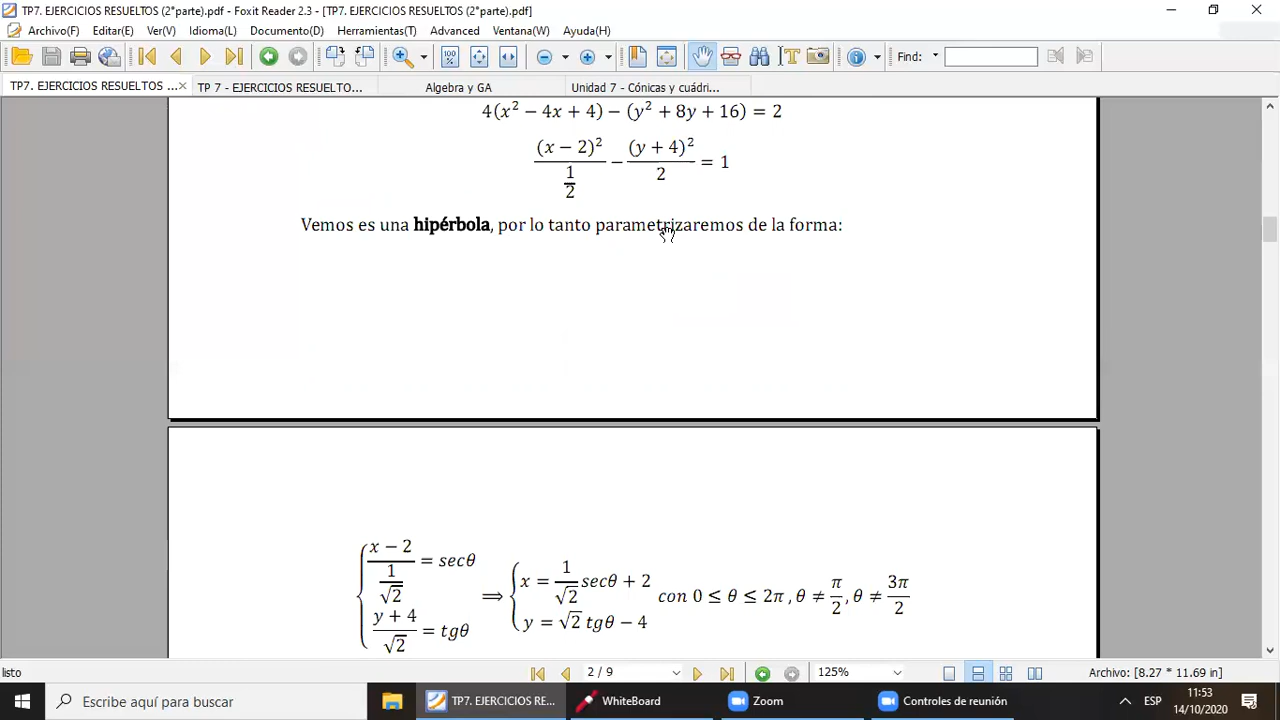 TP7. EJERCICIOS RESUELTOS (2°parte).pdf - Foxit Reader 2.3 - [TP7. EJERCICIOS RESUELTOS (2°parte).pdf]
Archivo(F) Editar(E) Ver(V) Idioma(L) Documento(D) Herramientas(T) Advanced Ventana(W) Ayuda(H)
100% Find:
TP7. EJERCICIOS RESUELTOS (2°parte)... × TP 7 - EJERCICIOS RESUELTO... Algebra y GA Unidad 7 - Cónicas y cuádri...
4(x² − 4x + 4) − (y² + 8y + 16) = 2
(x − 2)² / (1/2) − (y + 4)² / 2 = 1
Vemos es una hipérbola, por lo tanto parametrizaremos de la forma:
{ (x − 2) / (1/√2) = secθ ⟹ { x = 1/√2 secθ + 2 con 0 ≤ θ ≤ 2π , θ ≠ π/2 , θ ≠ 3π/2
(y + 4) / √2 = tgθ y = √2 tgθ − 4
listo 2 / 9 125% Archivo: [8.27 * 11.69 in]
Escribe aquí para buscar TP7. EJERCICIOS RE... WhiteBoard Zoom Controles de reunión ESP 11:53
14/10/2020